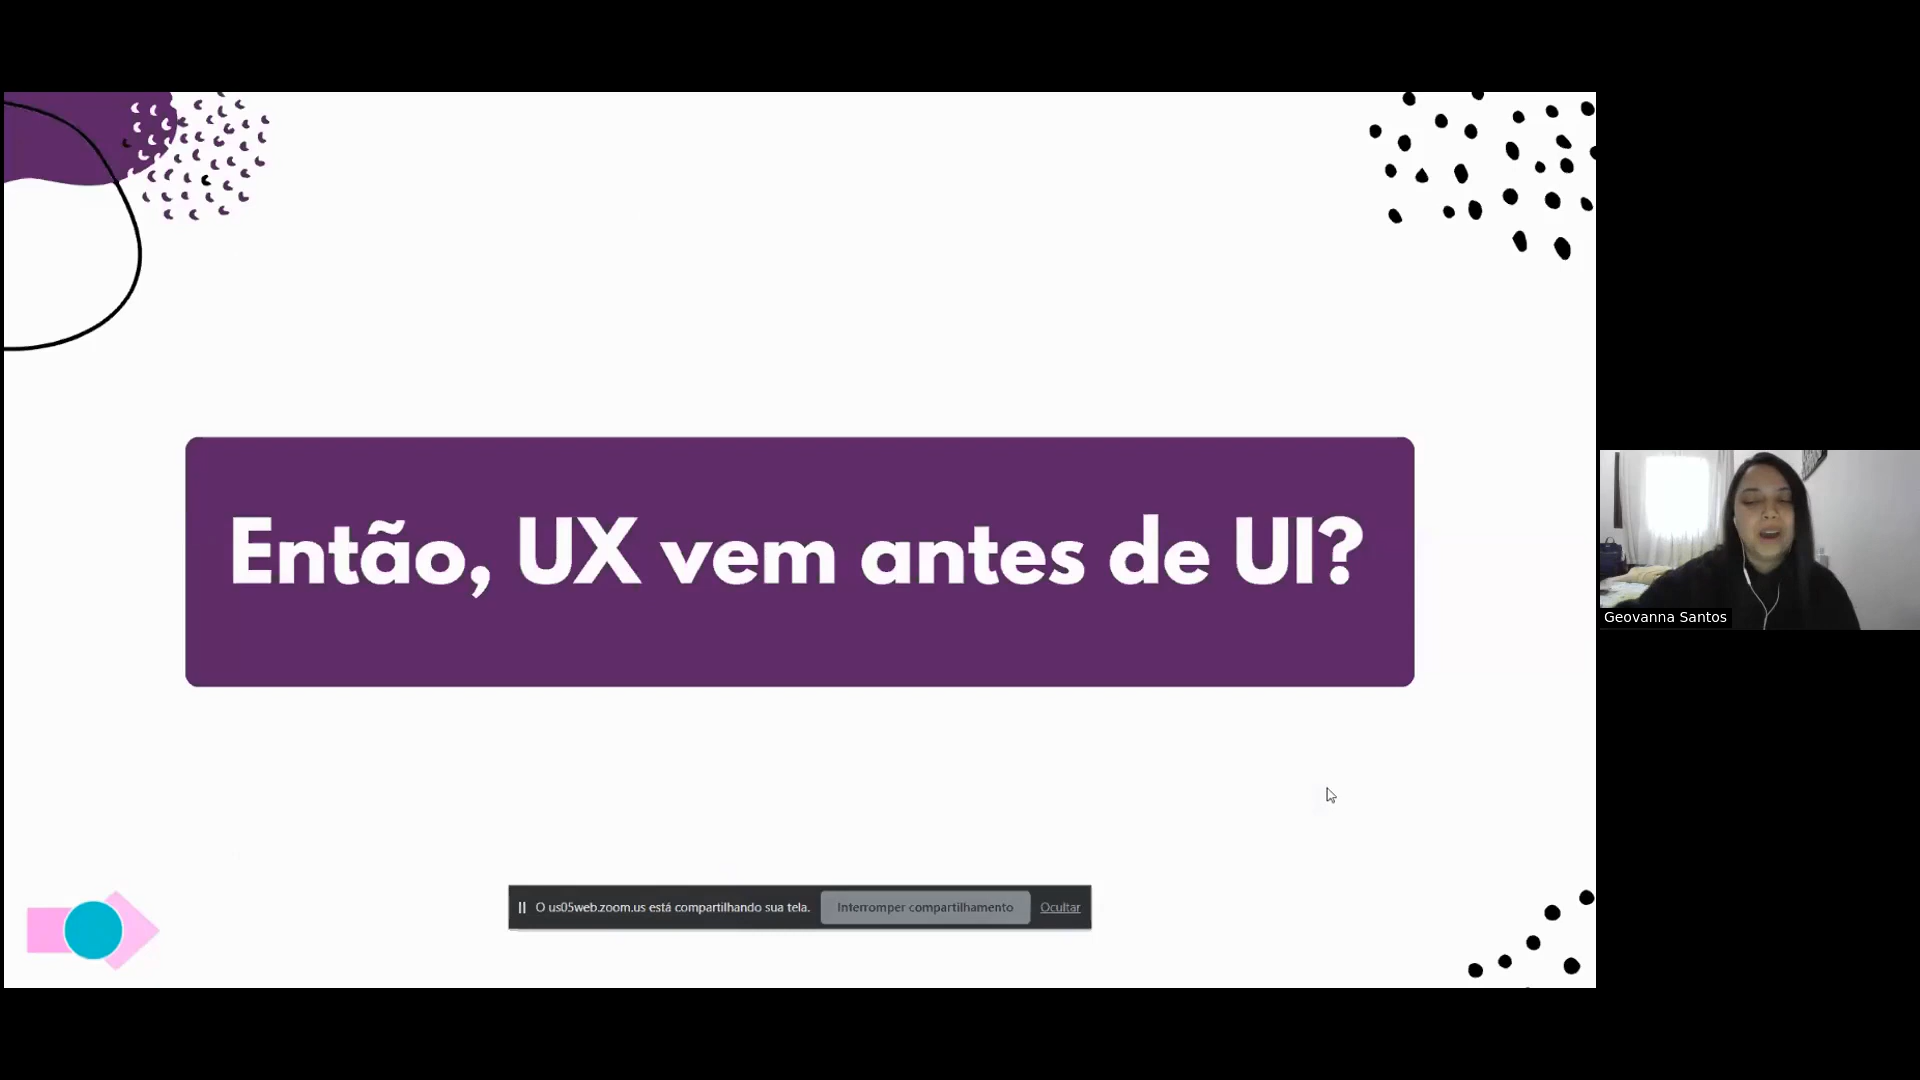 Então, UX vem antes de UI?
Geovanna Santos
O us05web.zoom.us está compartilhando sua tela. Interromper compartilhamento Ocultar